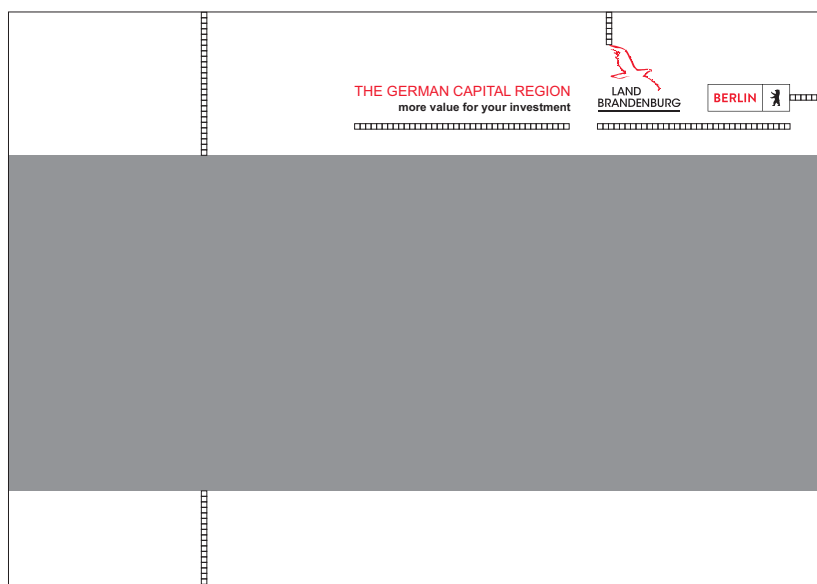 THE GERMAN CAPITAL REGION
more value for your investment
LAND
BRANDENBURG
BERLIN